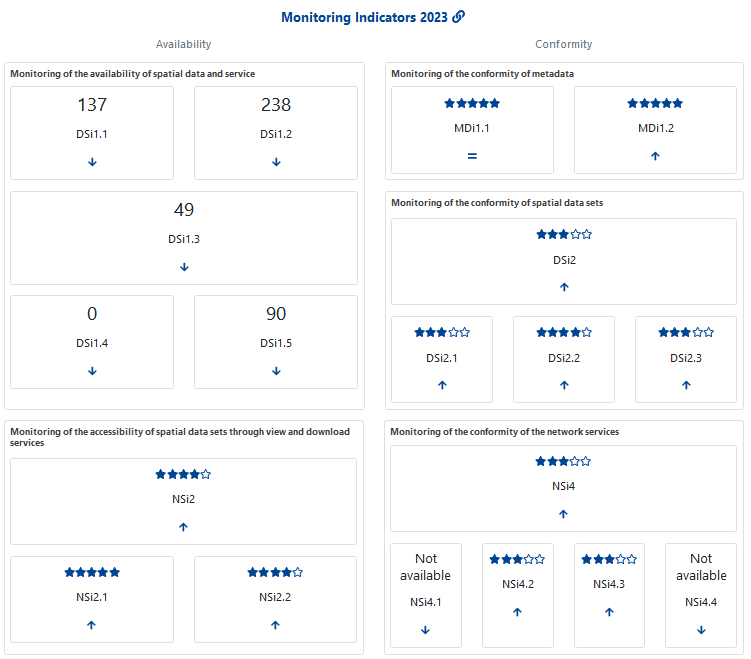 Monitoring Indicators 2023
Availability
Conformity
Monitoring of the availability of spatial data and service
137
DSi1.1
238
DSi1.2
49
DSi1.3
0
DSi1.4
90
DSi1.5
Monitoring of the accessibility of spatial data sets through view and download
services
NSi2
NSi2.1
NSi2.2
Monitoring of the conformity of metadata
MDi1.1
=
MDi1.2
Monitoring of the conformity of spatial data sets
DSi2
DSi2.1
DSi2.2
DSi2.3
Monitoring of the conformity of the network services
NSi4
Not
available
NSi4.1
NSi4.2
NSi4.3
Not
available
NSi4.4